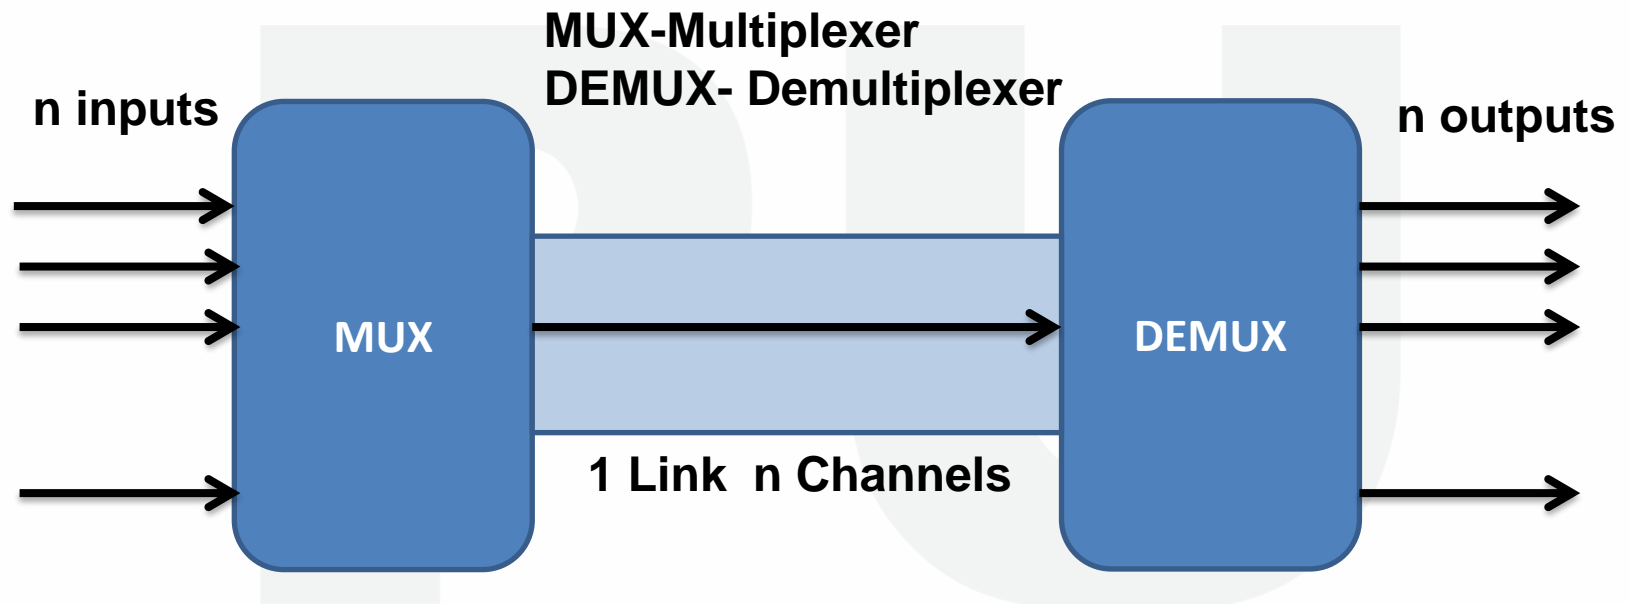 MUX-Multiplexer
DEMUX- Demultiplexer
n inputs
n outputs
MUX
DEMUX
1 Link  n Channels